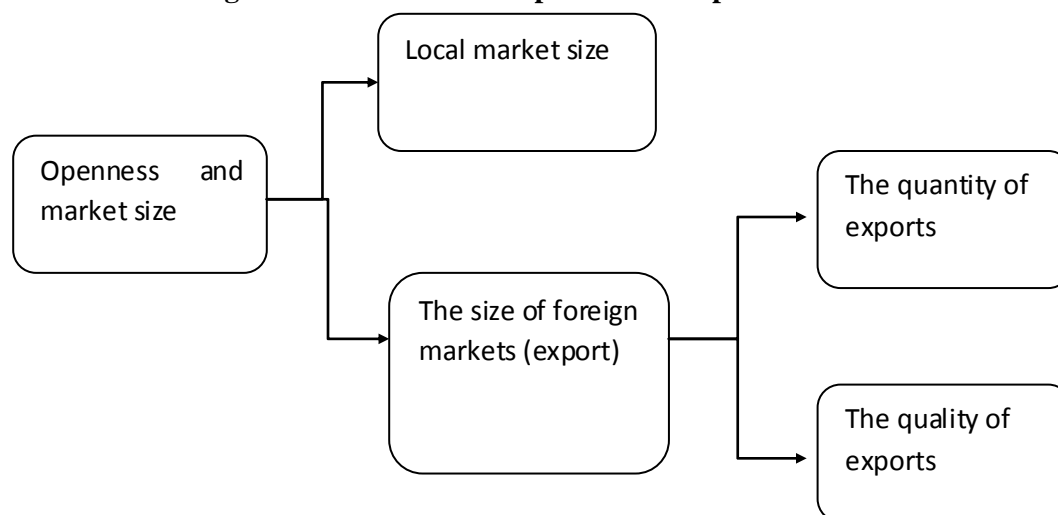 Local market size
Openness and
market size
The quantity of
exports
The size of foreign
markets (export)
The quality of
exports